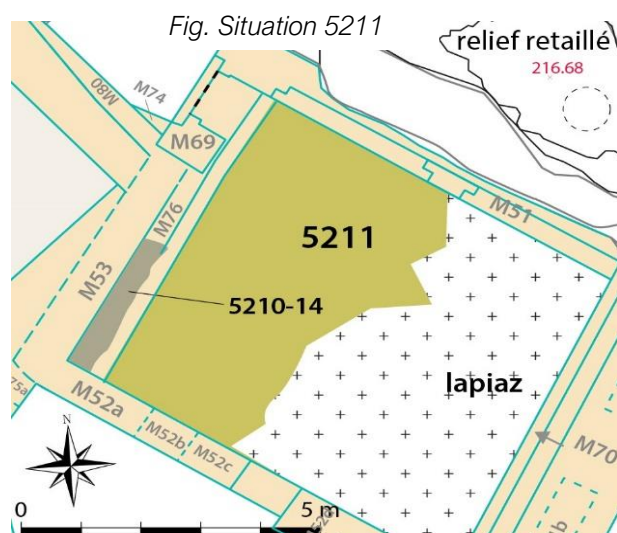 Fig. Situation 5211
relief retaillé
216.68
M80
M74
M69
M51
M76
5211
M53
5210-14
lapiaz
M52a
M52b
M52c
M70
N
0
5 m